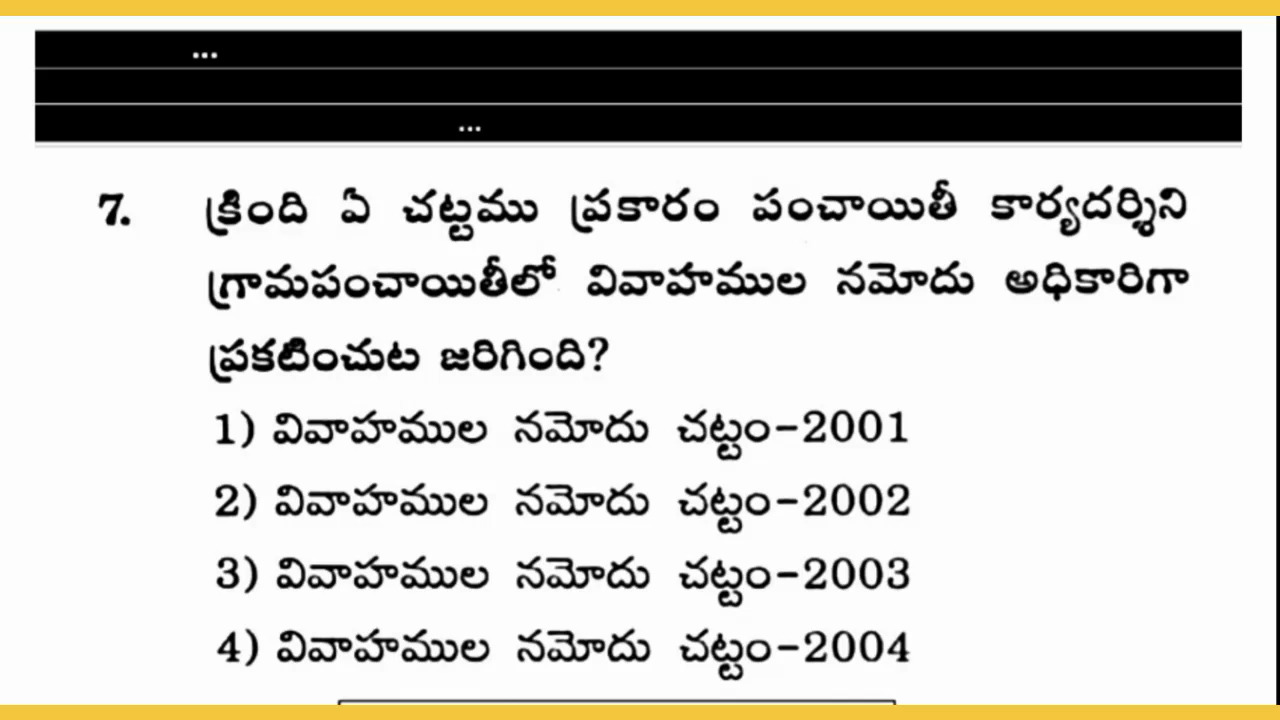 ...
...
7. క్రింది ఏ చట్టము ప్రకారం పంచాయితీ కార్యదర్శిని
గ్రామపంచాయితీలో వివాహముల నమోదు అధికారిగా
ప్రకటించుట జరిగింది?
1) వివాహముల నమోదు చట్టం-2001
2) వివాహముల నమోదు చట్టం-2002
3) వివాహముల నమోదు చట్టం-2003
4) వివాహముల నమోదు చట్టం-2004